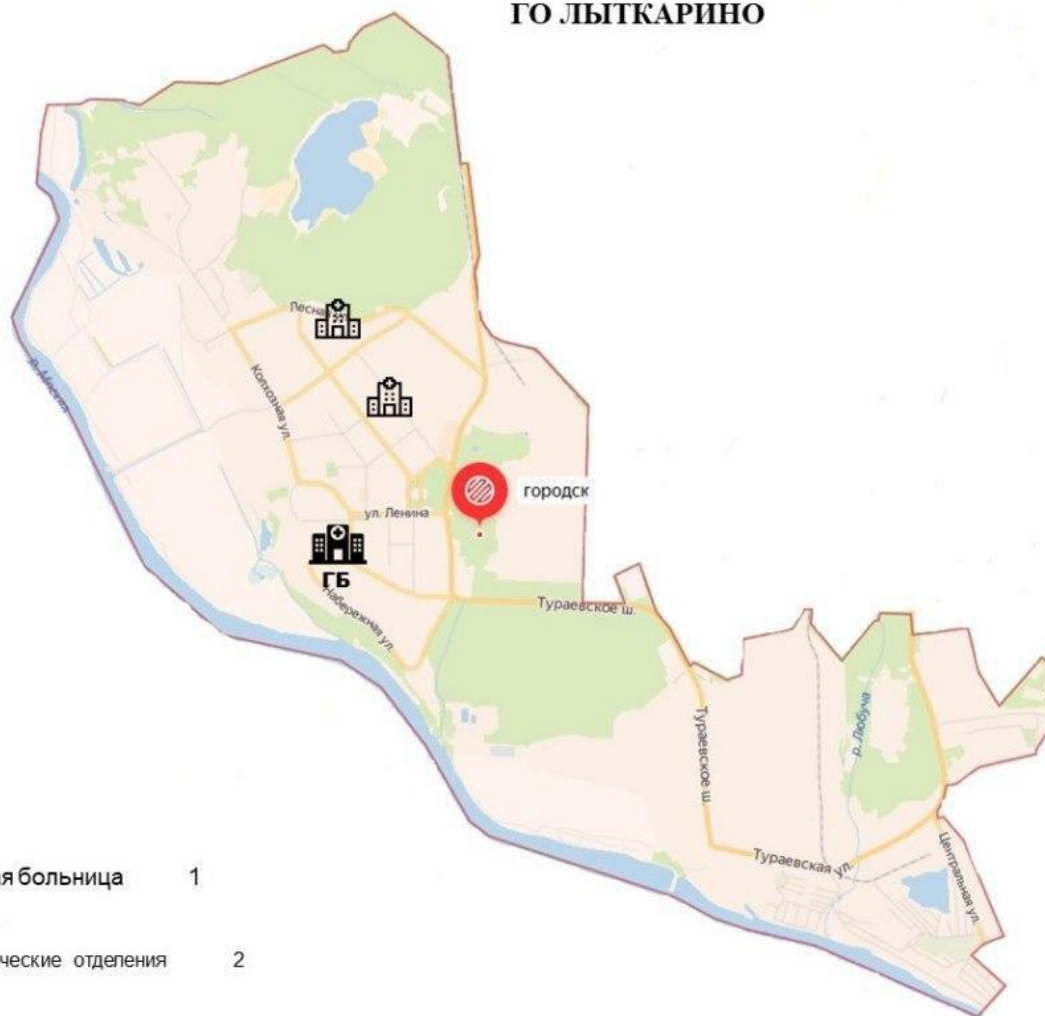 ГО ЛЫТКАРИНО
р. Москва
Колхозная ул.
городск
ул. Ленина
ГБ
Набережная ул.
Тураевское ш.
Тураевское ш.
р. Любуча
Тураевская ул.
Центральная ул.
ая больница 1
ческие отделения 2